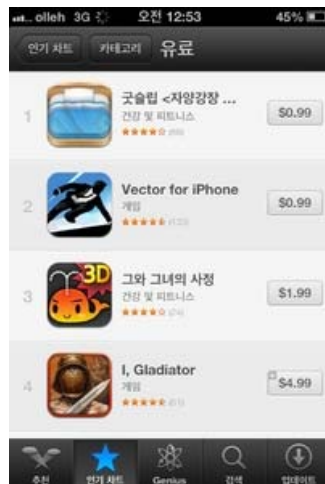 olleh 3G 오전 12:53 45%
인기 차트 카테고리 유료
1
굿슬립 <자양강장 ...
건강 및 피트니스
$0.99
2
Vector for iPhone
게임
$0.99
3
3D
그와 그녀의 사정
건강 및 피트니스
$1.99
4
I, Gladiator
게임
$4.99
추천 인기 차트 Genius 검색 업데이트